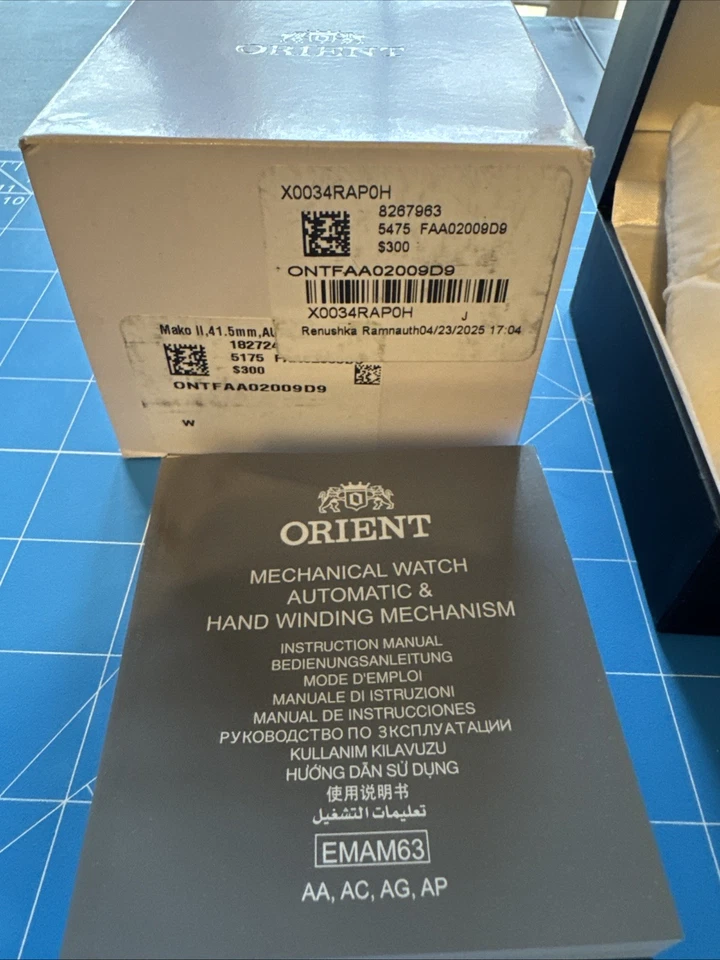 ORIENT
X0034RAP0H
8267963
5475 FAA02009D9
$300
ONTFAA02009D9
X0034RAP0H
J
Renushka Ramnauth04/23/2025 17:04
Mako II,41.5mm,AU
182724
5175
$300
ONTFAA02009D9
W
ORIENT
MECHANICAL WATCH
AUTOMATIC &
HAND WINDING MECHANISM
INSTRUCTION MANUAL
BEDIENUNGSANLEITUNG
MODE D'EMPLOI
MANUALE DI ISTRUZIONI
MANUAL DE INSTRUCCIONES
РУКОВОДСТВО ПО ЗКСПЛУАТАЦИИ
KULLANIM KILAVUZU
HƯỚNG DẪN SỬ DỤNG
使用说明书
تعليمات التشغيل
EMAM63
AA, AC, AG, AP